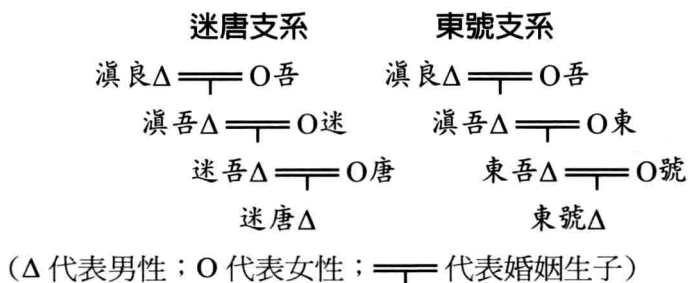 迷唐支系 東號支系
滇良Δ O吾 滇良Δ O吾
滇吾Δ O迷 滇吾Δ O東
迷吾Δ O唐 東吾Δ O號
迷唐Δ 東號Δ
(Δ代表男性；O代表女性； 代表婚姻生子)